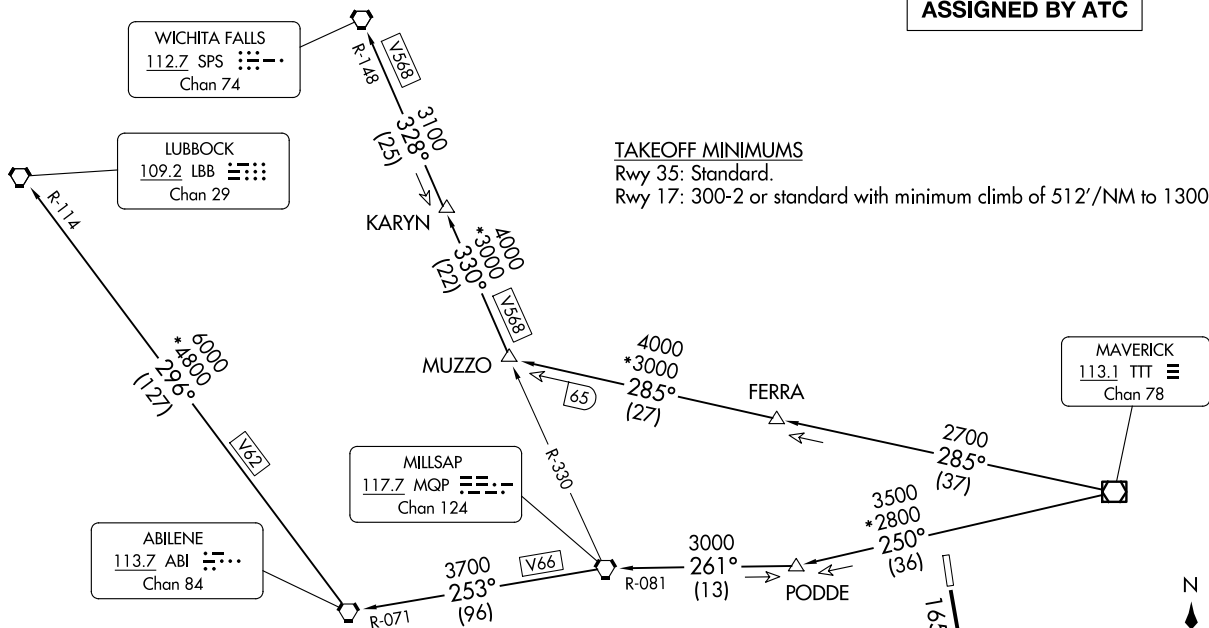 ASSIGNED BY ATC
WICHITA FALLS
112.7 SPS
Chan 74
R-148
V568
3100
328°
(25)
LUBBOCK
109.2 LBB
Chan 29
R-114
TAKEOFF MINIMUMS
Rwy 35: Standard.
Rwy 17: 300-2 or standard with minimum climb of 512'/NM to 1300
KARYN
4000
*3000
330°
(22)
V568
6000
*4800
296°
(127)
V62
MUZZO
4000
*3000
285°
(27)
65
FERRA
MAVERICK
113.1 TTT
Chan 78
2700
285°
(37)
R-330
MILLSAP
117.7 MQP
Chan 124
3500
*2800
250°
(36)
ABILENE
113.7 ABI
Chan 84
R-071
3700
253°
(96)
V66
R-081
3000
261°
(13)
PODDE
165
N